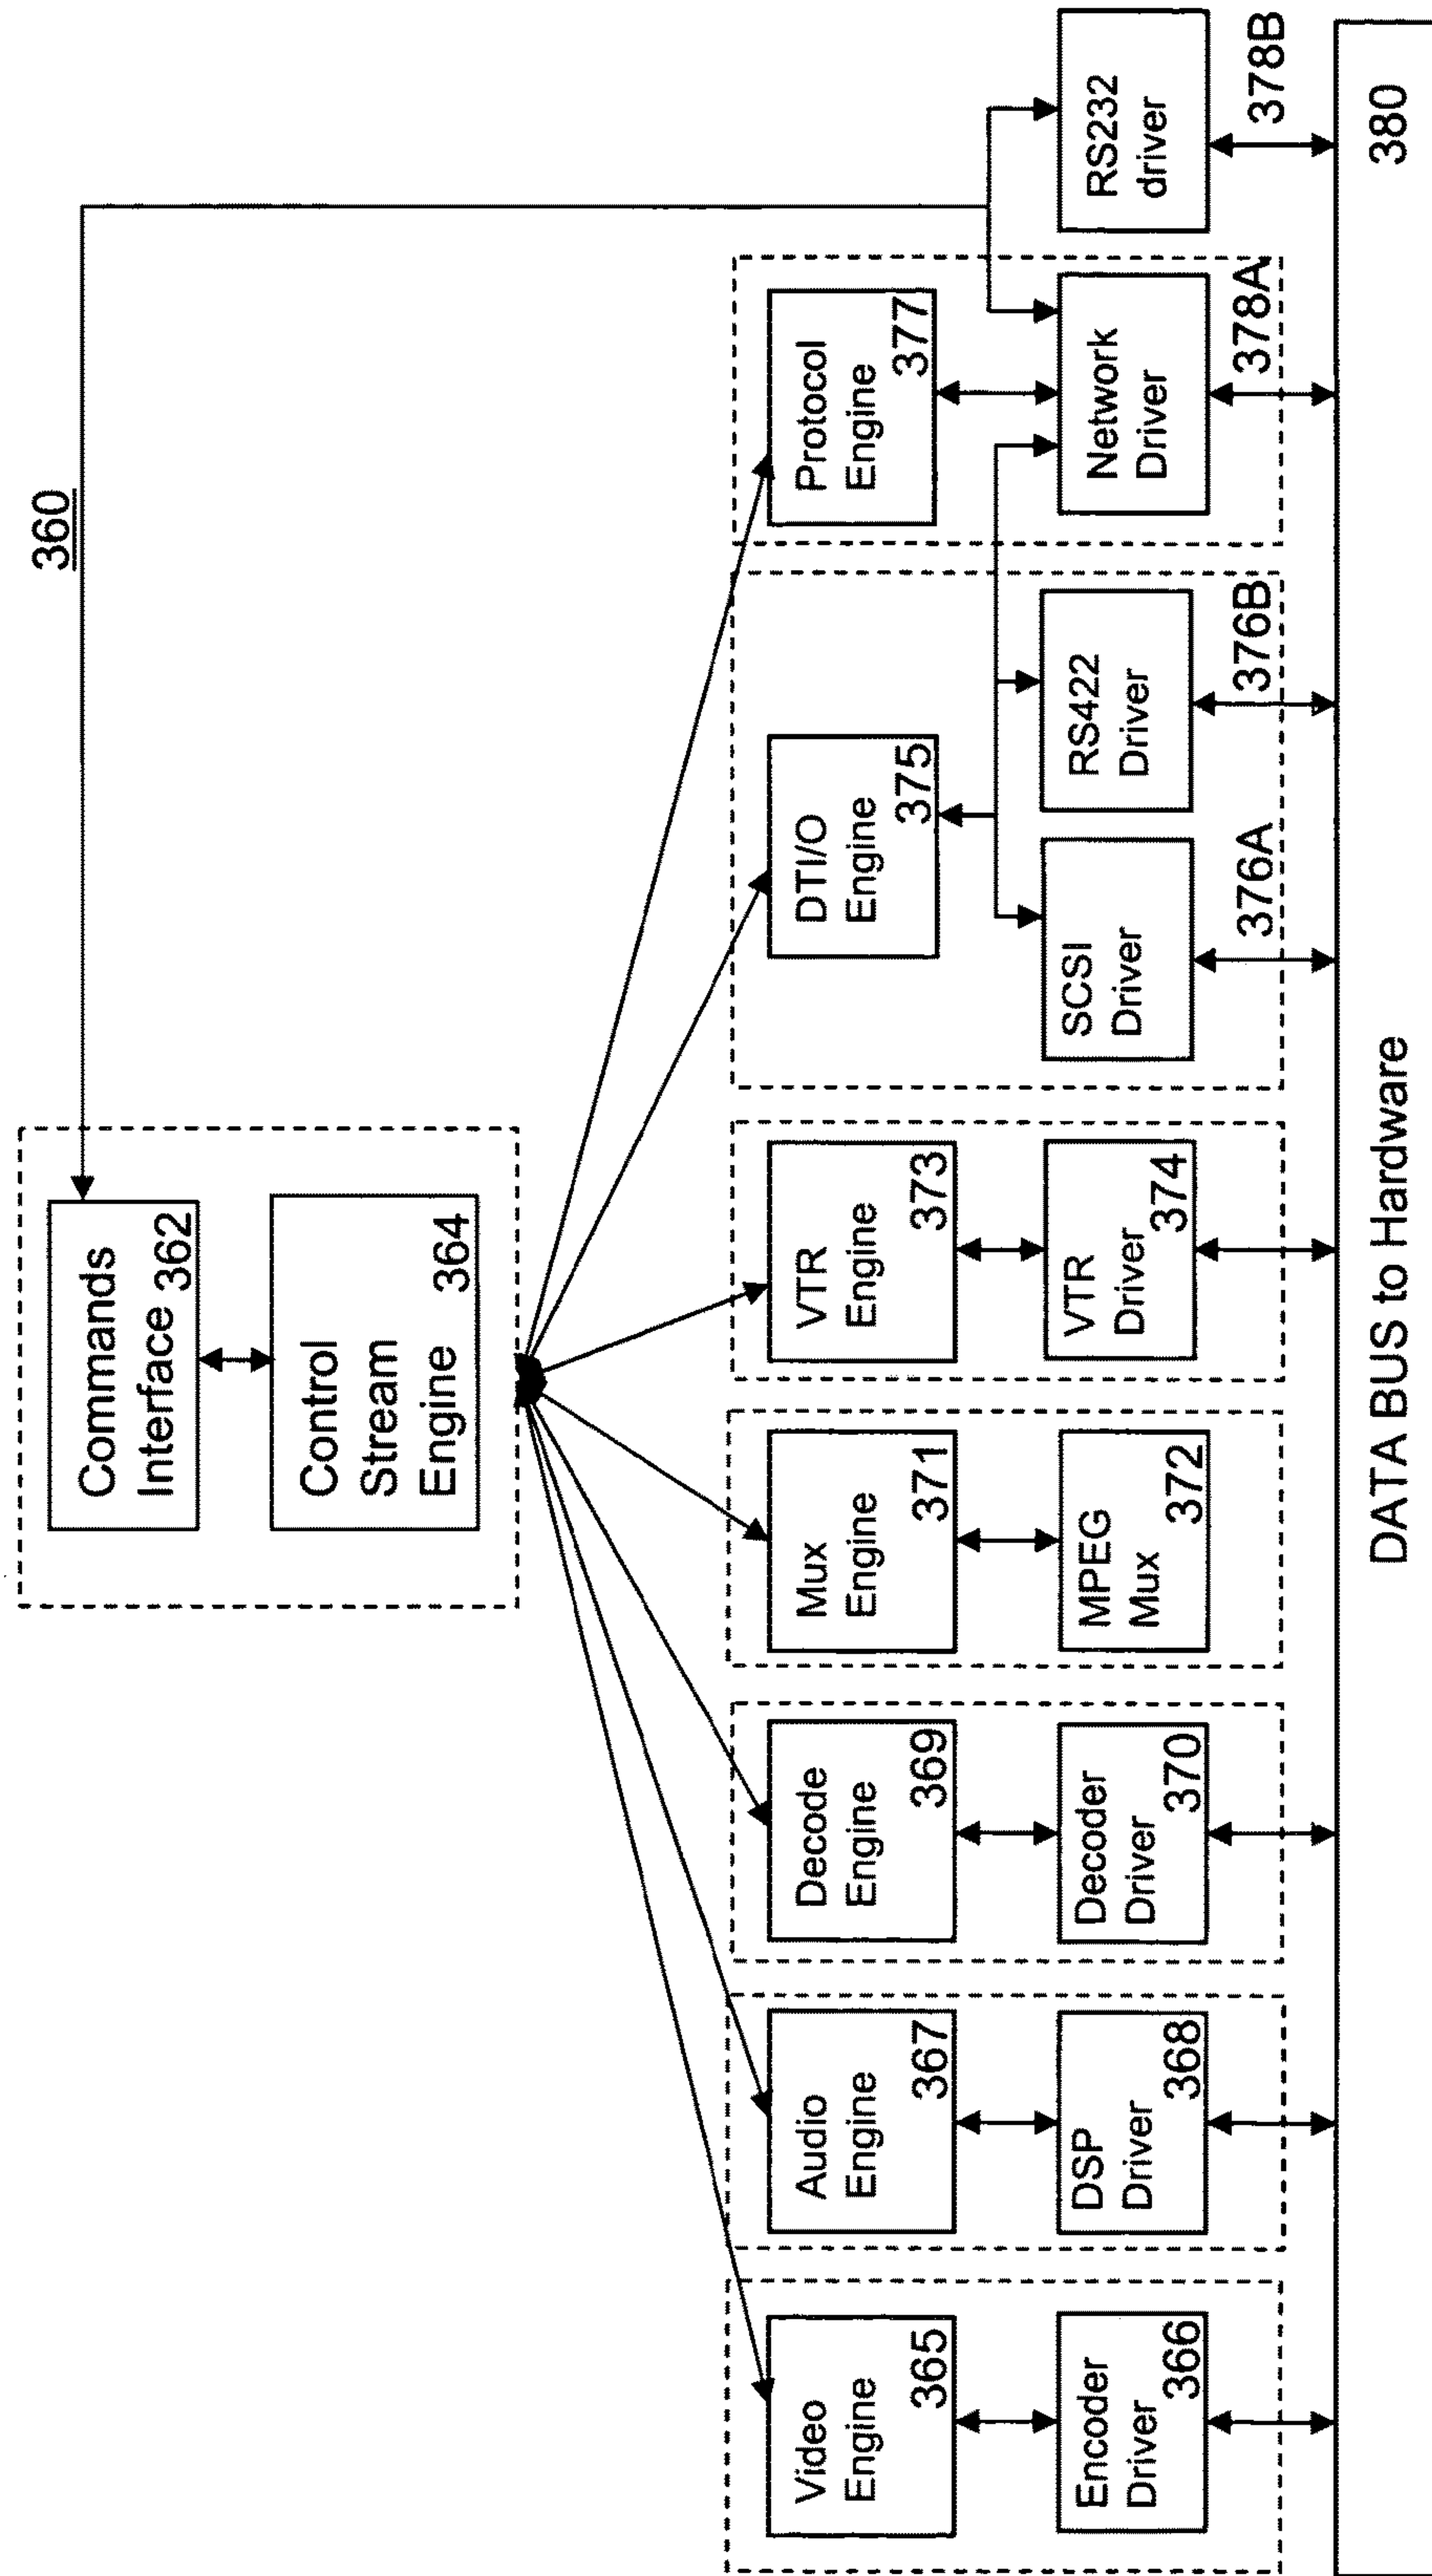 360
Commands
Interface 362
Control
Stream
Engine 364
Video
Engine
365
Audio
Engine
367
Decode
Engine
369
Mux
Engine
371
VTR
Engine
373
DTI/O
Engine
375
Protocol
Engine
377
Encoder
Driver
366
DSP
Driver
368
Decoder
Driver
370
MPEG
Mux
372
VTR
Driver
374
SCSI
Driver
376A
RS422
Driver
376B
Network
Driver
378A
RS232
driver
378B
DATA BUS to Hardware
380